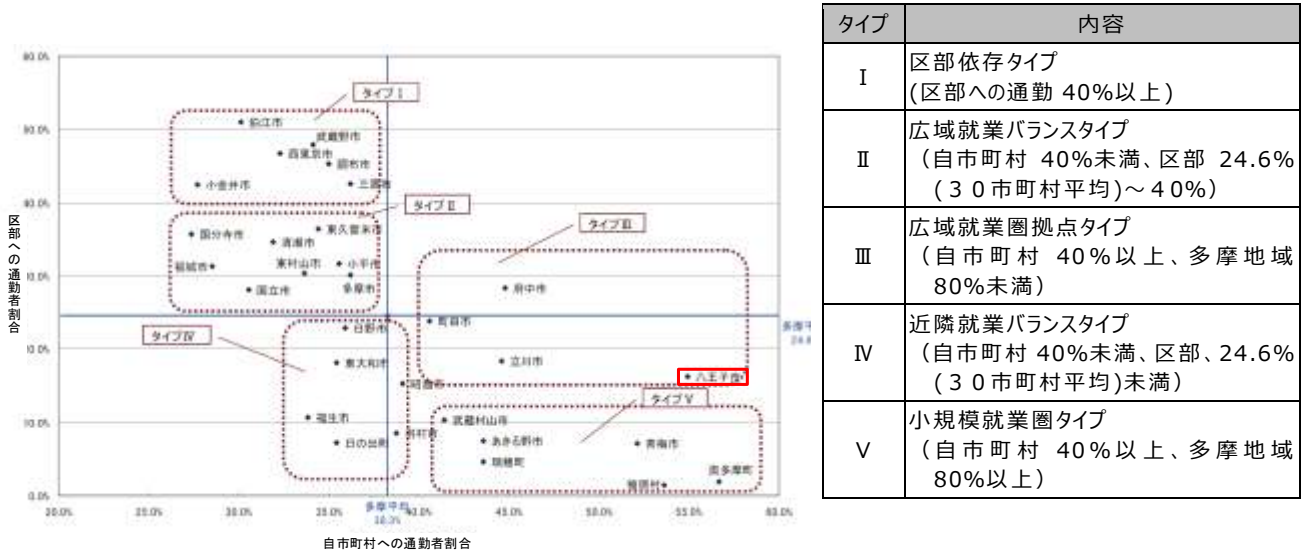 60.0%
50.0%
40.0%
30.0%
20.0%
10.0%
0.0%
区部への通勤者割合
タイプⅠ
狛江市
武蔵野市
西東京市
調布市
小金井市
三鷹市
タイプⅡ
国分寺市
東久留米市
清瀬市
稲城市
東村山市
小平市
国立市
多摩市
タイプⅢ
府中市
町田市
立川市
八王子市
タイプⅣ
日野市
東大和市
昭島市
福生市
日の出町
羽村市
タイプⅤ
武蔵村山市
あきる野市
瑞穂町
青梅市
奥多摩町
檜原村
20.0%
25.0%
30.0%
35.0%
多摩平均
38.3%
40.0%
45.0%
50.0%
55.0%
60.0%
自市町村への通勤者割合
タイプ 内容
Ⅰ 区部依存タイプ
(区部への通勤 40%以上)
Ⅱ 広域就業バランスタイプ
（自市町村 40%未満、区部 24.6%
(３０市町村平均)～４０%）
Ⅲ 広域就業圏拠点タイプ
（自市町村 40%以上、多摩地域
80%未満）
Ⅳ 近隣就業バランスタイプ
（自市町村 40%未満、区部、24.6%
(３０市町村平均)未満）
Ⅴ 小規模就業圏タイプ
（自市町村 40%以上、多摩地域
80%以上）